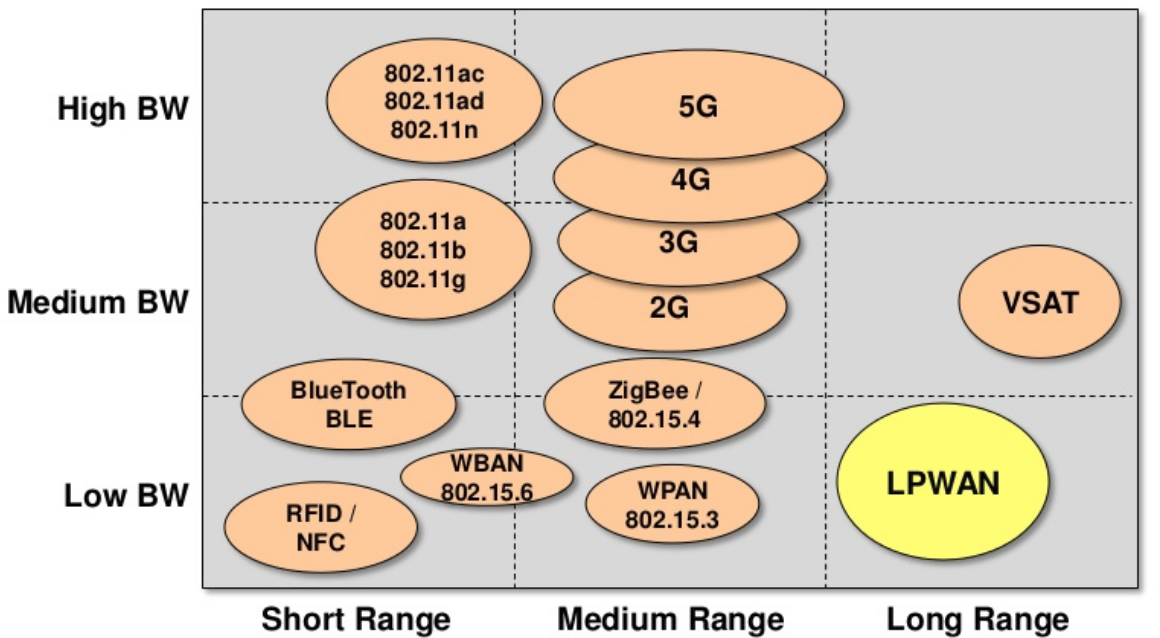 High BW
802.11ac
802.11ad
802.11n
5G
4G
Medium BW
802.11a
802.11b
802.11g
3G
2G
VSAT
Low BW
BlueTooth
BLE
ZigBee /
802.15.4
WBAN
802.15.6
WPAN
802.15.3
RFID /
NFC
LPWAN
Short Range
Medium Range
Long Range